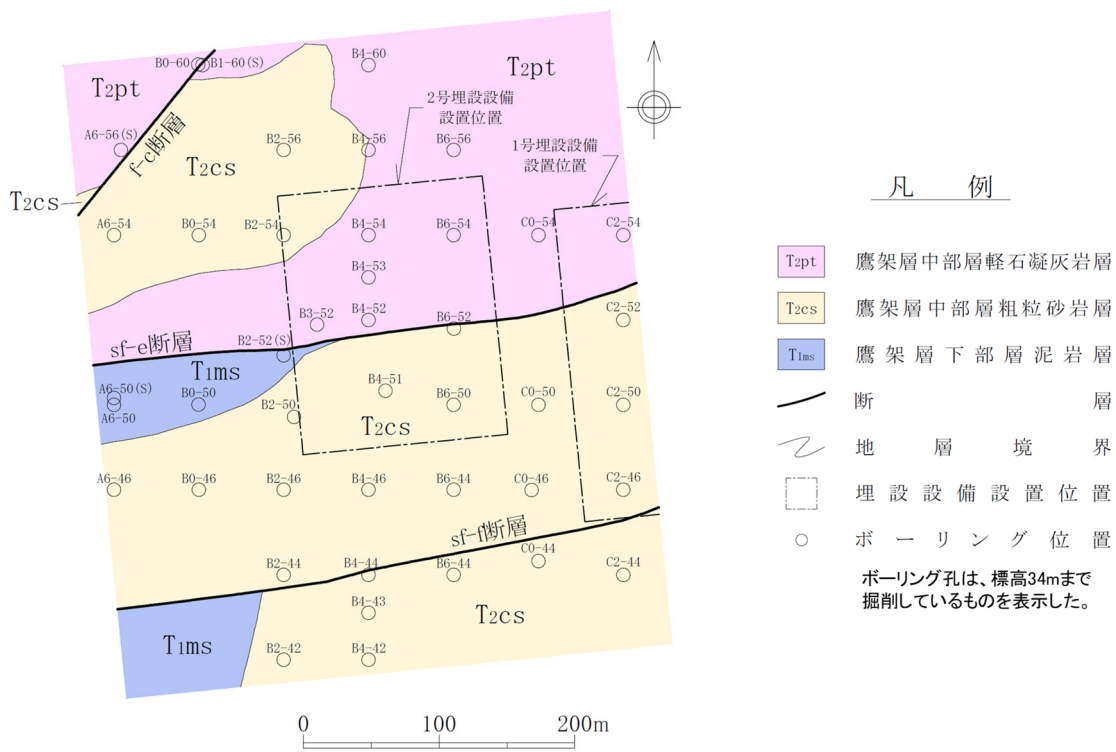 B0-60
B1-60(S)
B4-60
T2pt
T2pt
2号埋設設備
設置位置
A6-56(S)
f-c断層
B2-56
B4-56
B6-56
1号埋設設備
設置位置
T2cs
T2cs
A6-54
B0-54
B2-54
B4-54
B6-54
C0-54
C2-54
B4-53
B3-52
B4-52
B6-52
C2-52
sf-e断層
B2-52(S)
T1ms
A6-50(S)
A6-50
B0-50
B2-50
B4-51
B6-50
C0-50
C2-50
T2cs
A6-46
B0-46
B2-46
B4-46
B6-44
C0-46
C2-46
sf-f断層
B2-44
B4-44
B6-44
C0-44
C2-44
B4-43
T2cs
T1ms
B2-42
B4-42
0 100 200m
凡例
T2pt 鷹架層中部層軽石凝灰岩層
T2cs 鷹架層中部層粗粒砂岩層
T1ms 鷹架層下部層泥岩層
断層
地層境界
埋設設備設置位置
ボーリング位置
ボーリング孔は、標高34mまで
掘削しているものを表示した。